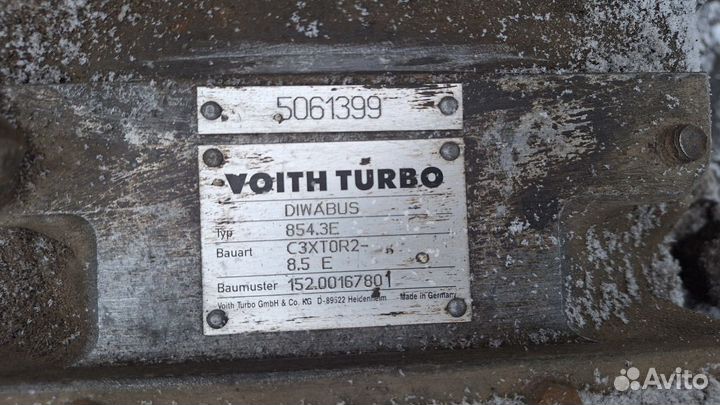 5061399
VOITH TURBO
DIWABUS
Typ 854.3E
Bauart C3XT0R2-
8.5 E
Baumuster 152.00167801
Voith Turbo GmbH & Co. KG D-89522 Heidenheim Made in Germany
Avito